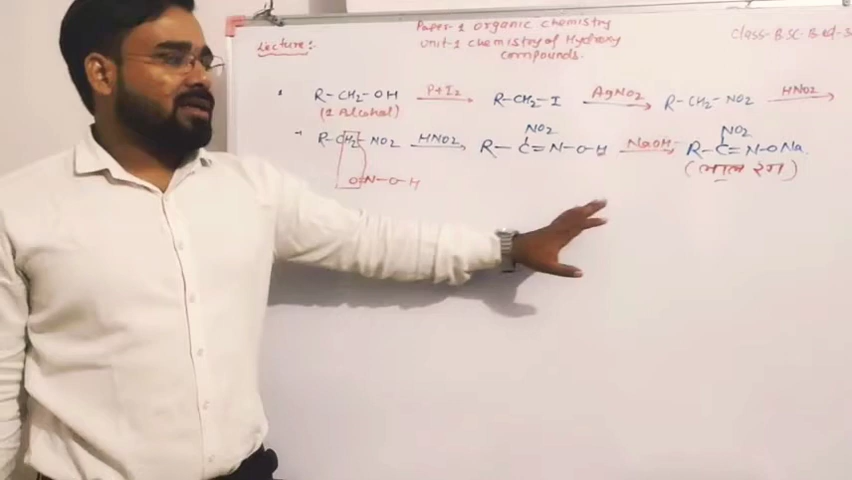 Paper-1 organic chemistry
Unit-1 chemistry of Hydroxy
compounds.
Class-B.SC. B.ed-
Lecture:
R-CH2-OH P+I2 R-CH2-I AgNO2 R-CH2-NO2 HNO2
(1 Alcohol)
R-CH2-NO2 HNO2 R-C=N-O-H NaOH R-C=N-ONa.
NO2 NO2
O=N-O-H
(लाल रंग)